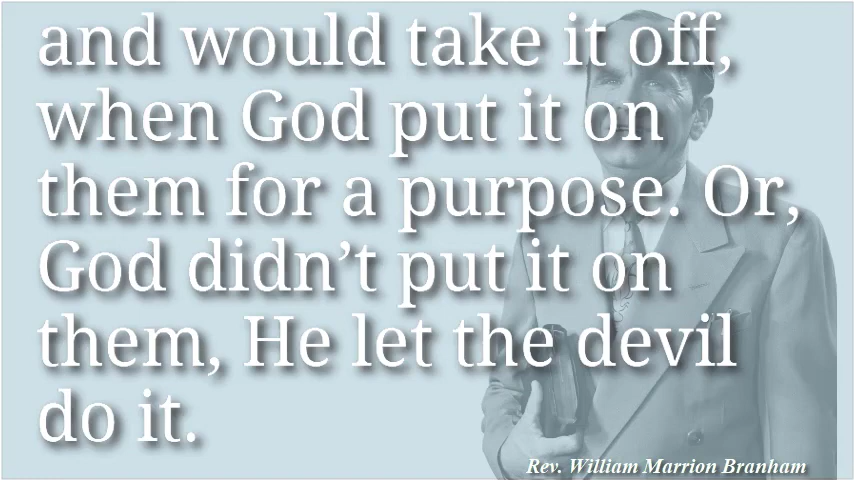 and would take it off,
when God put it on
them for a purpose. Or,
God didn’t put it on
them, He let the devil
do it.
Rev. William Marrion Branham